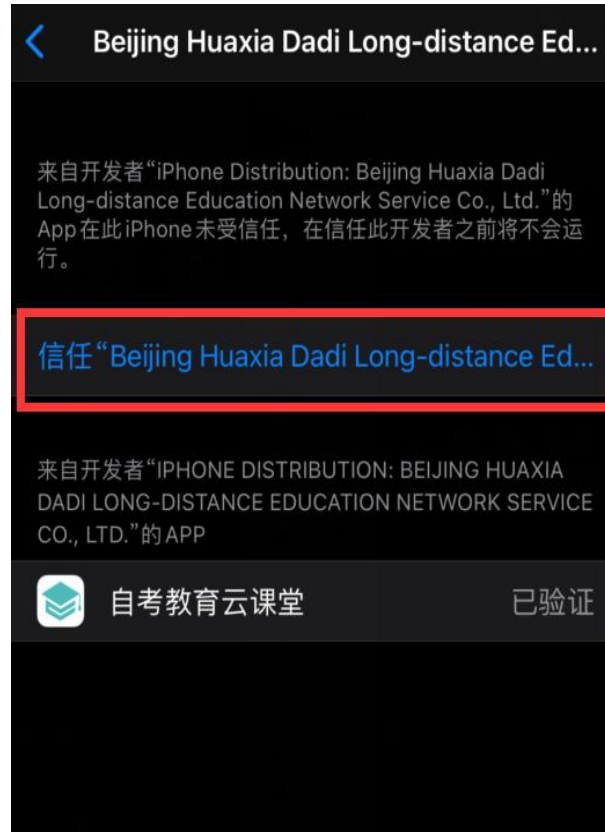 Beijing Huaxia Dadi Long-distance Ed...
来自开发者“iPhone Distribution: Beijing Huaxia Dadi
Long-distance Education Network Service Co., Ltd.”的
App在此iPhone未受信任，在信任此开发者之前将不会运
行。
信任“Beijing Huaxia Dadi Long-distance Ed...
来自开发者“IPHONE DISTRIBUTION: BEIJING HUAXIA
DADI LONG-DISTANCE EDUCATION NETWORK SERVICE
CO., LTD.”的APP
自考教育云课堂 已验证